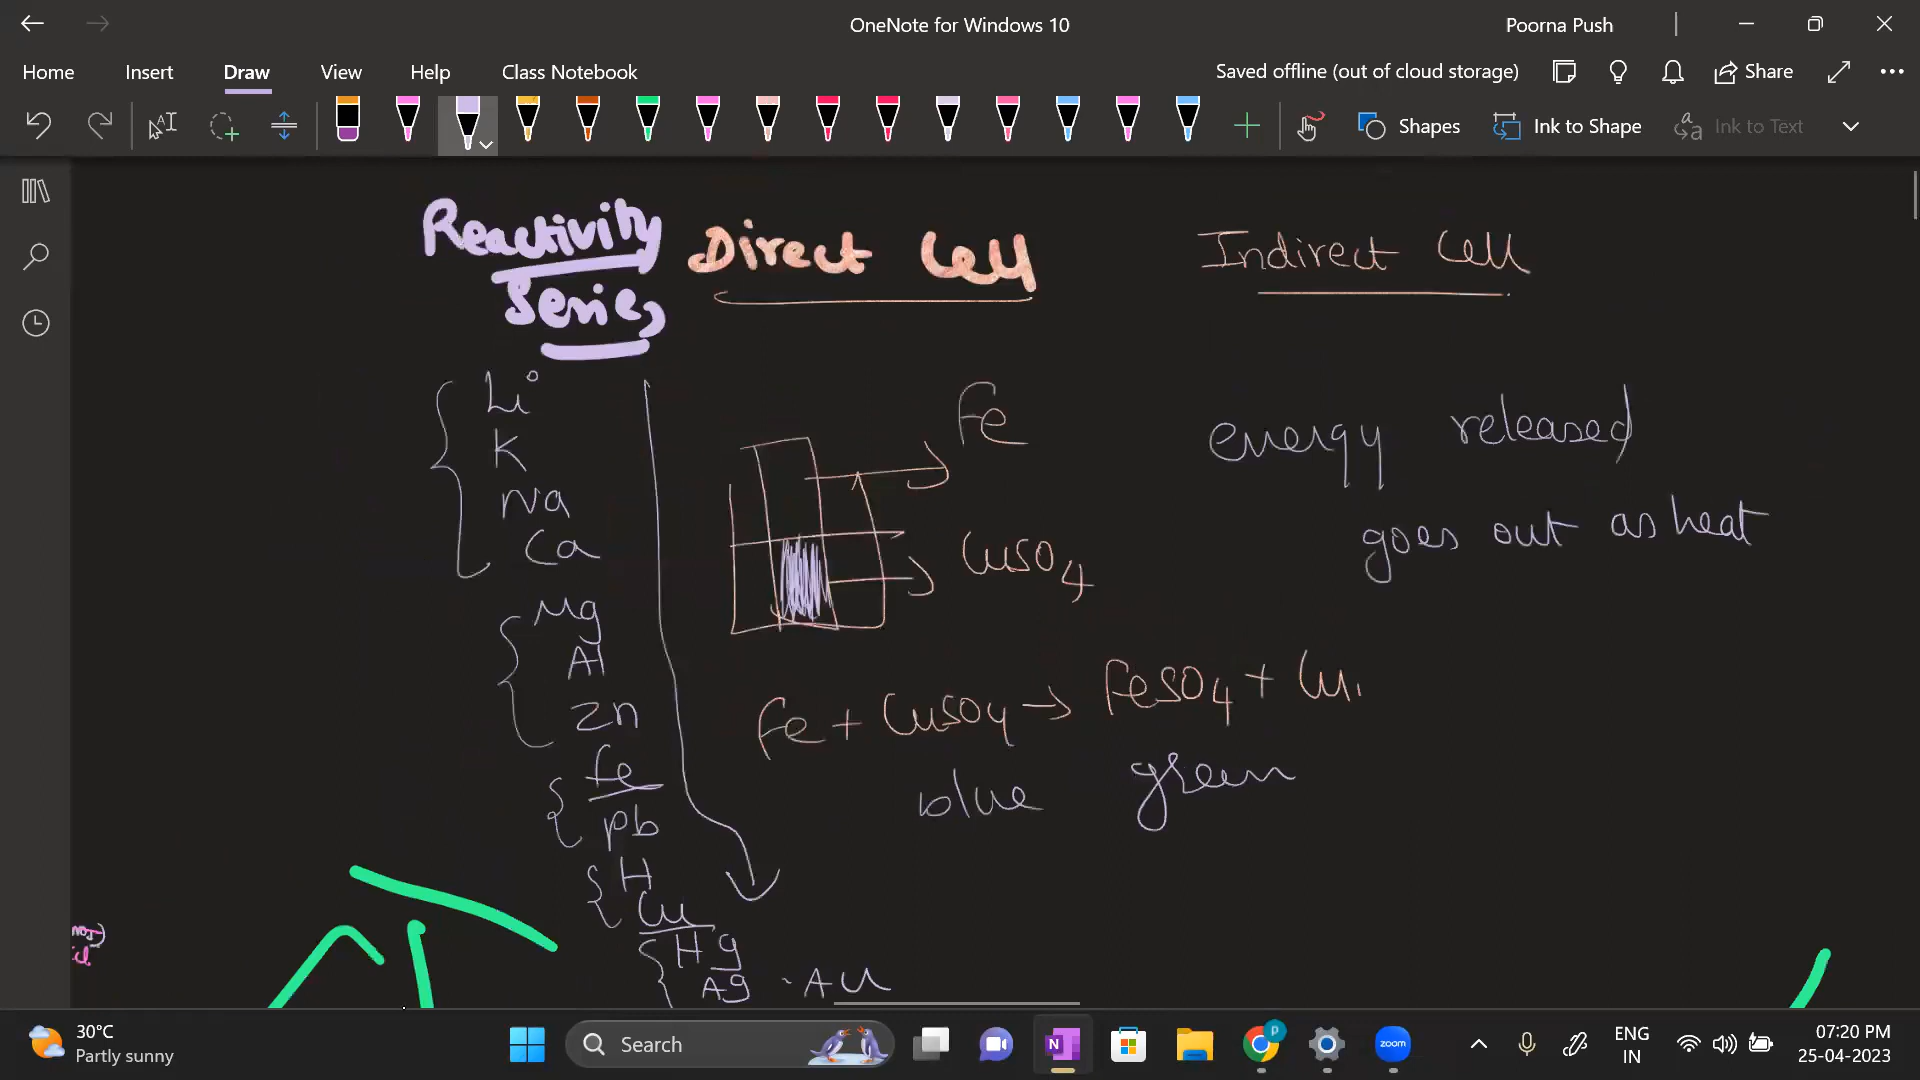 OneNote for Windows 10
Poorna Push
Home
Insert
Draw
View
Help
Class Notebook
Saved offline (out of cloud storage)
Share
Shapes
Ink to Shape
Ink to Text
Reactivity
Series
Direct Cell
Indirect Cell
Li
K
Na
Ca
Mg
Al
Zn
Fe
Pb
H
Cu
Hg
Ag - Au
Fe
CuSO4
Fe + CuSO4 → FeSO4 + Cu
blue green
energy released
goes out as heat
30°C
Partly sunny
Search
zoom
ENG
IN
07:20 PM
25-04-2023